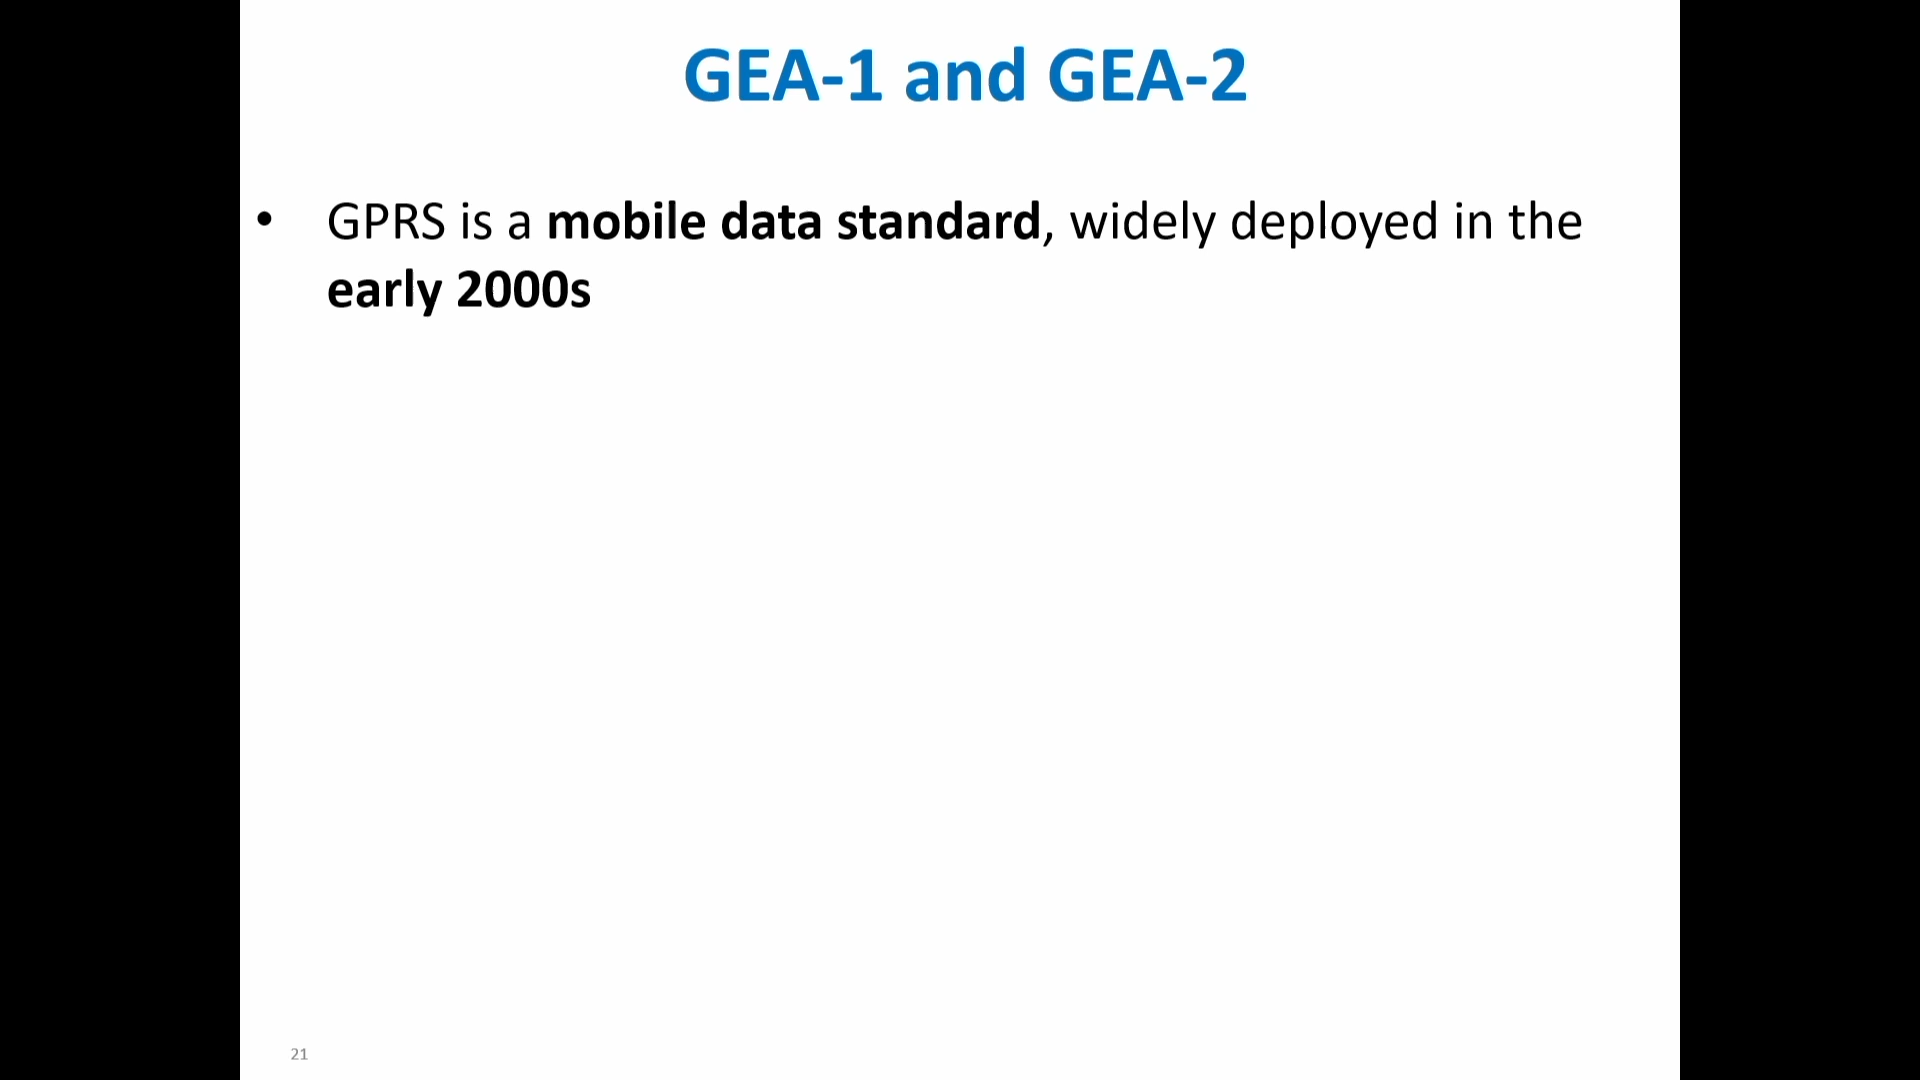 GEA-1 and GEA-2
• GPRS is a mobile data standard, widely deployed in the
early 2000s
21